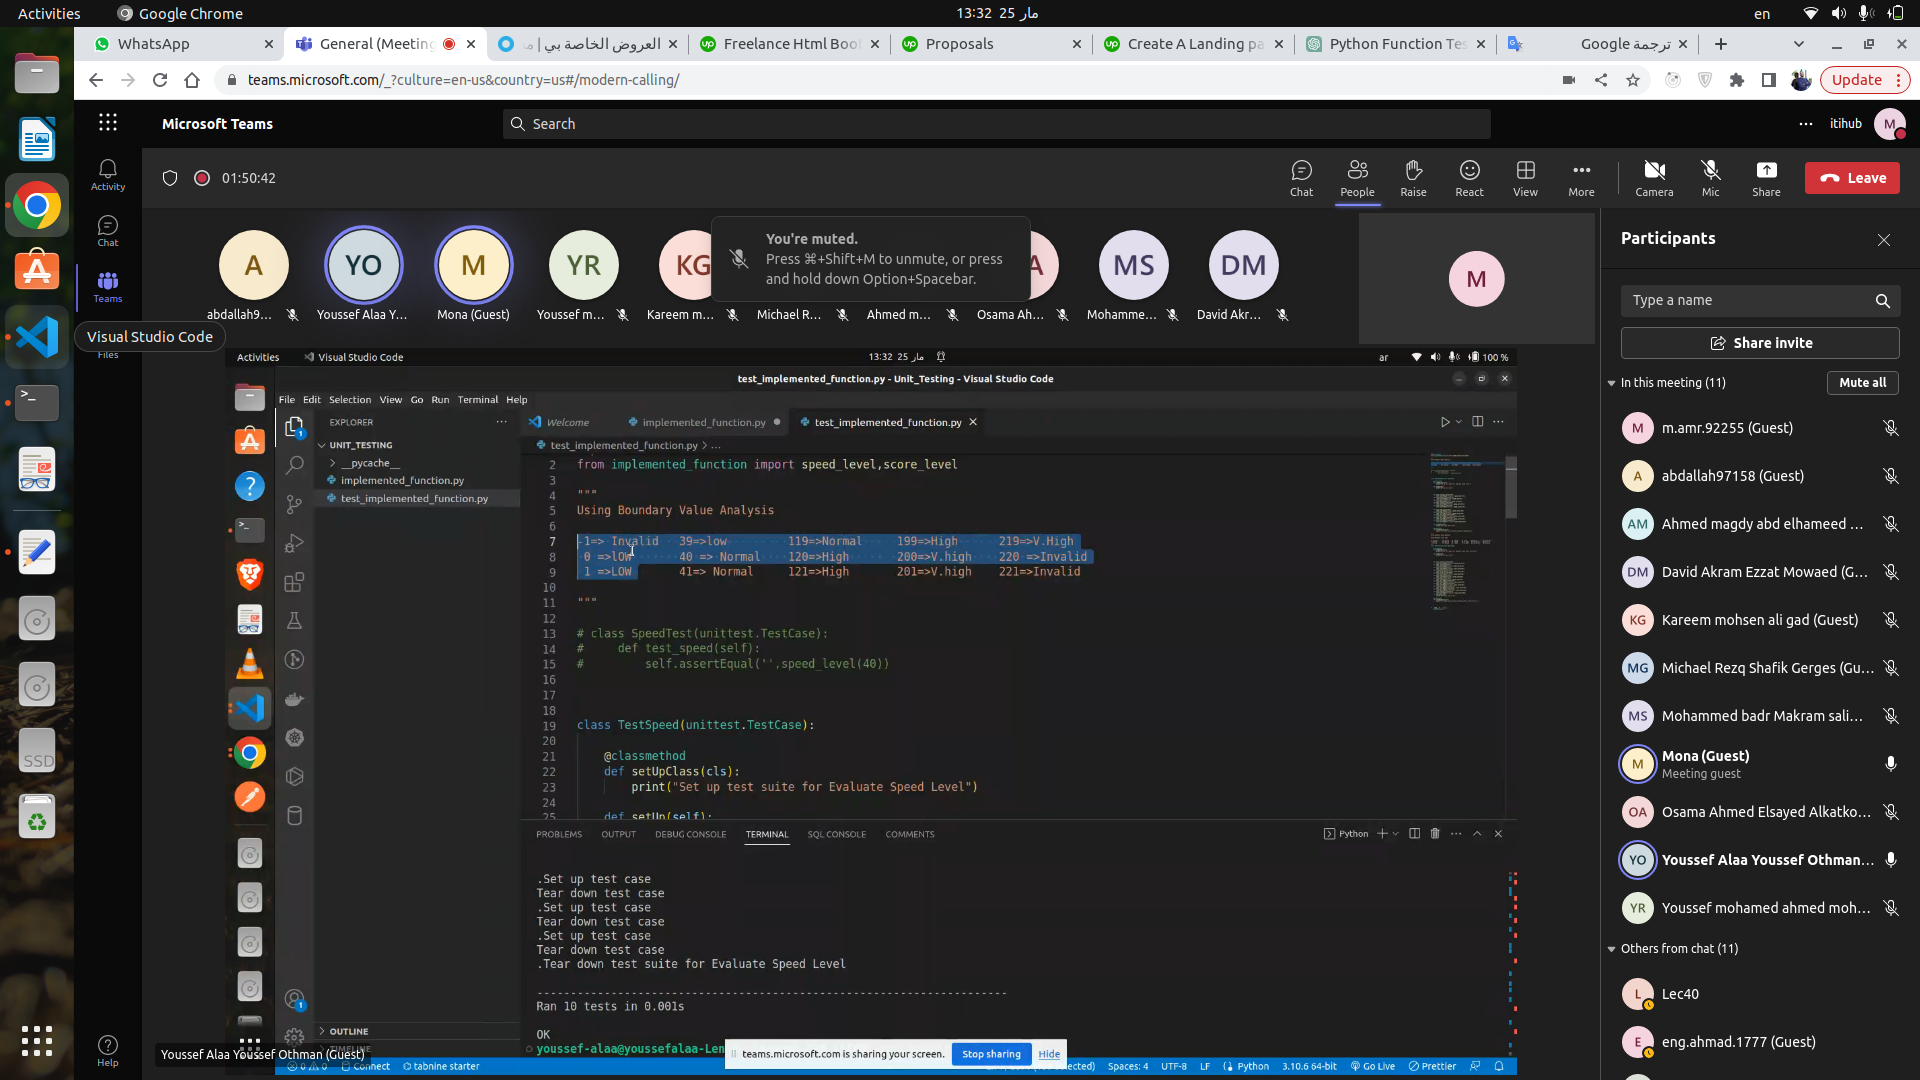 Activities
Google Chrome
13:32 25 مار
en
WhatsApp
General (Meeting
العروض الخاصة بي | مـ
Freelance Html Boot
Proposals
Create A Landing pa
Python Function Tes
ترجمة Google
teams.microsoft.com/_?culture=en-us&country=us#/modern-calling/
Update
Microsoft Teams
Search
itihub
M
01:50:42
Chat
People
Raise
React
View
More
Camera
Mic
Share
Leave
Activity
Chat
Teams
Files
Help
Visual Studio Code
A
YO
M
YR
KG
A
MS
DM
M
You're muted.
Press ⌘+Shift+M to unmute, or press
and hold down Option+Spacebar.
abdallah9...
Youssef Alaa Y...
Mona (Guest)
Youssef m...
Kareem m...
Michael R...
Ahmed m...
Osama Ah...
Mohamme...
David Akr...
Activities
Visual Studio Code
13:32 25 مار
ar
100 %
test_implemented_function.py - Unit_Testing - Visual Studio Code
File Edit Selection View Go Run Terminal Help
EXPLORER
UNIT_TESTING
__pycache__
implemented_function.py
test_implemented_function.py
OUTLINE
TIMELINE
Welcome
implemented_function.py
test_implemented_function.py
test_implemented_function.py > ...
2 from implemented_function import speed_level,score_level
3
4 """
5 Using Boundary Value Analysis
6
7 -1=> Invalid 39=>low 119=>Normal 199=>High 219=>V.High
8 0 =>lOW 40 => Normal 120=>High 200=>V.high 220 =>Invalid
9 1 =>LOW 41=> Normal 121=>High 201=>V.high 221=>Invalid
10
11 """
12
13 # class SpeedTest(unittest.TestCase):
14 # def test_speed(self):
15 # self.assertEqual('',speed_level(40))
16
17
18
19 class TestSpeed(unittest.TestCase):
20
21 @classmethod
22 def setUpClass(cls):
23 print("Set up test suite for Evaluate Speed Level")
24
25 def setUp(self):
PROBLEMS OUTPUT DEBUG CONSOLE TERMINAL SQL CONSOLE COMMENTS
Python
.Set up test case
Tear down test case
.Set up test case
Tear down test case
.Set up test case
Tear down test case
.Tear down test suite for Evaluate Speed Level
----------------------------------------------------------------------
Ran 10 tests in 0.001s
OK
youssef-alaa@youssefalaa-Len
teams.microsoft.com is sharing your screen.
Stop sharing
Hide
Youssef Alaa Youssef Othman (Guest)
Connect
tabnine starter
Spaces: 4
UTF-8
LF
Python
3.10.6 64-bit
Go Live
Prettier
SSD
Participants
Type a name
Share invite
In this meeting (11)
Mute all
M m.amr.92255 (Guest)
A abdallah97158 (Guest)
AM Ahmed magdy abd elhameed ...
DM David Akram Ezzat Mowaed (G...
KG Kareem mohsen ali gad (Guest)
MG Michael Rezq Shafik Gerges (Gu...
MS Mohammed badr Makram sali...
M Mona (Guest)
Meeting guest
OA Osama Ahmed Elsayed Alkatko...
YO Youssef Alaa Youssef Othman...
YR Youssef mohamed ahmed moh...
Others from chat (11)
L Lec40
E eng.ahmad.1777 (Guest)